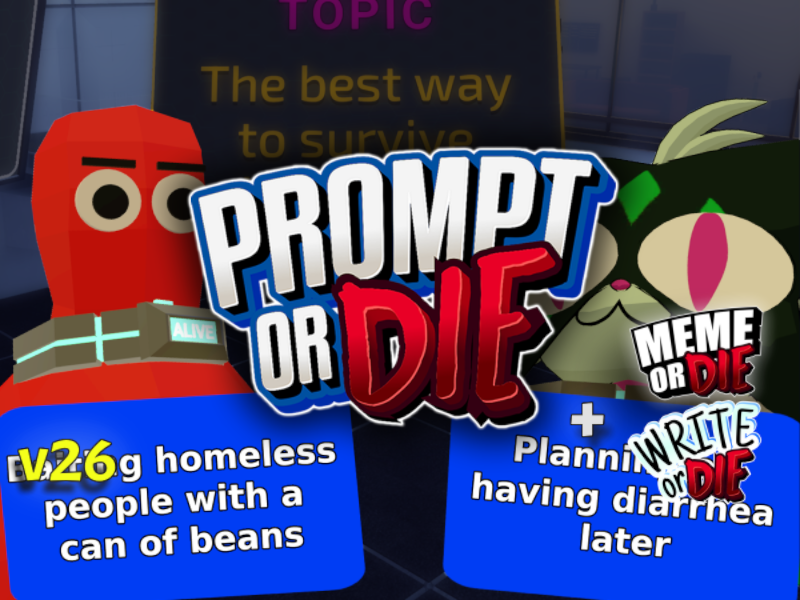 TOPIC
The best way
to survive
PROMPT
OR DIE
ALIVE
MEME
OR DIE
WRITE
or DIE
+
v26
homeless
people with a
can of beans
having diarrhea
later